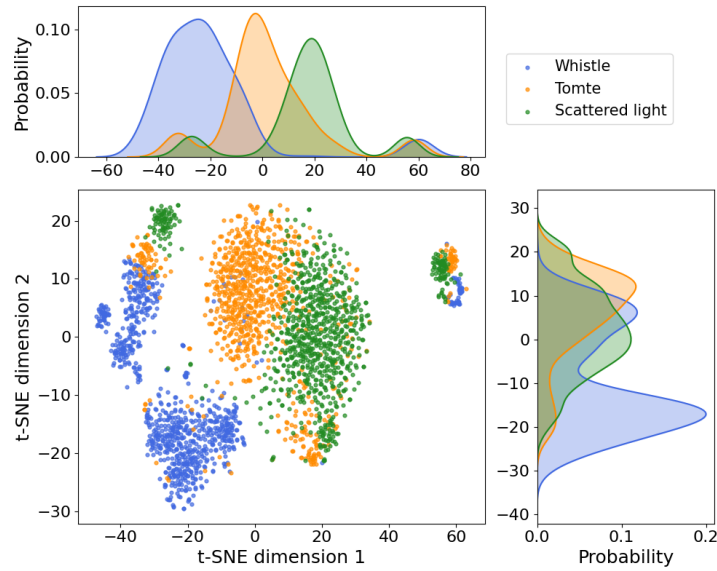 0.10
0.05
0.00
Probability
−60 −40 −20 0 20 40 60 80
Whistle
Tomte
Scattered light
20
10
0
−10
−20
−30
t-SNE dimension 2
−40 −20 0 20 40 60
t-SNE dimension 1
30
20
10
0
−10
−20
−30
−40
0.0 0.1 0.2
Probability